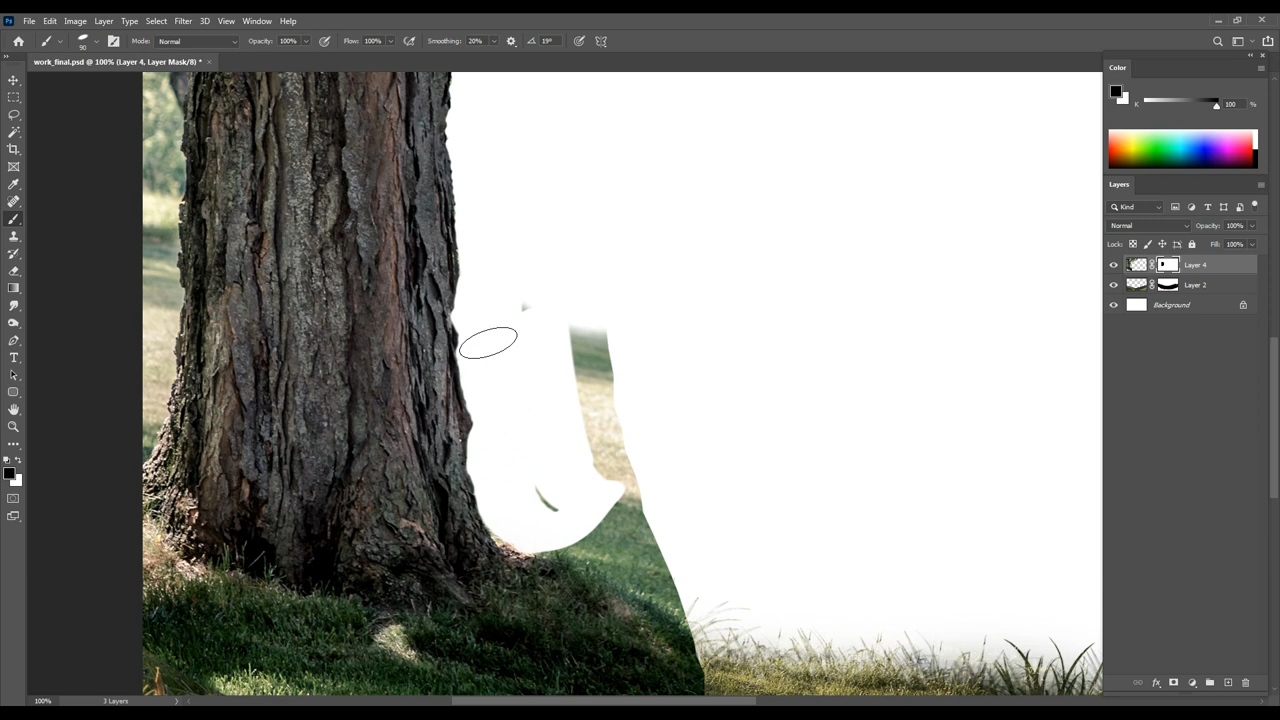 Ps File Edit Image Layer Type Select Filter 3D View Window Help
90 Mode: Normal Opacity: 100% Flow: 100% Smoothing: 20% 19°
work_final.psd @ 100% (Layer 4, Layer Mask/8) * ×
Color
K 100 %
Layers
Kind
Normal Opacity: 100%
Lock: Fill: 100%
Layer 4
Layer 2
Background
100% 3 Layers